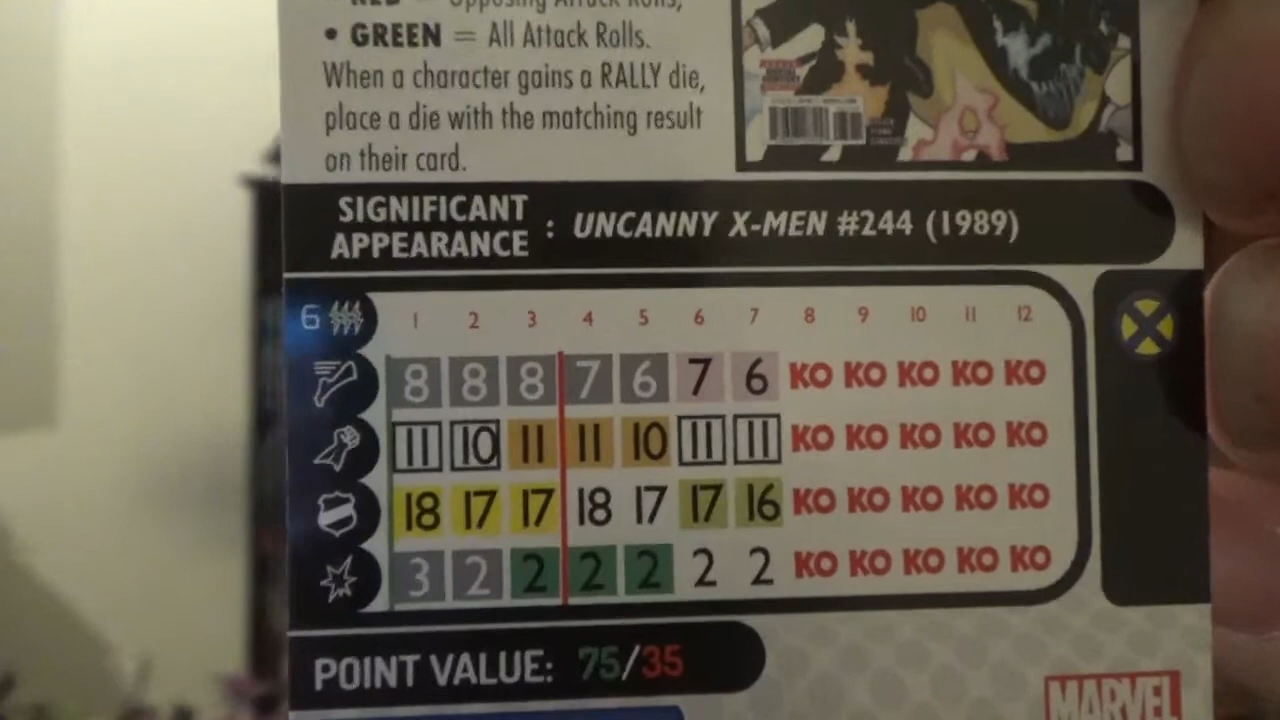 • RED = Opposing Attack Rolls,
• GREEN = All Attack Rolls.
When a character gains a RALLY die,
place a die with the matching result
on their card.
SIGNIFICANT
APPEARANCE : UNCANNY X-MEN #244 (1989)
6 1 2 3 4 5 6 7 8 9 10 11 12
8 8 8 7 6 7 6 KO KO KO KO KO
11 10 11 11 10 11 11 KO KO KO KO KO
18 17 17 18 17 17 16 KO KO KO KO KO
3 2 2 2 2 2 2 KO KO KO KO KO
POINT VALUE: 75/35
MARVEL